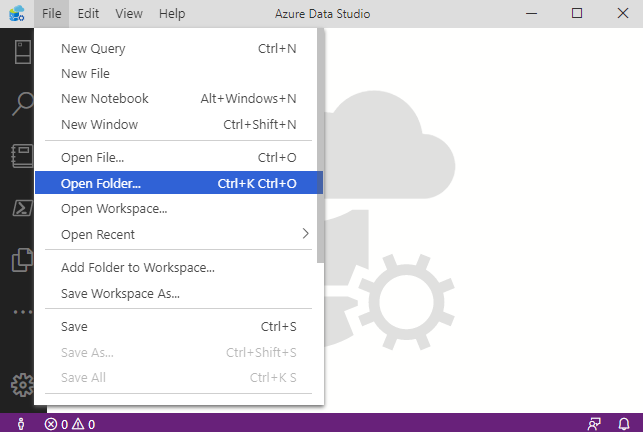 File Edit View Help Azure Data Studio
New Query Ctrl+N
New File
New Notebook Alt+Windows+N
New Window Ctrl+Shift+N
Open File... Ctrl+O
Open Folder... Ctrl+K Ctrl+O
Open Workspace...
Open Recent
Add Folder to Workspace...
Save Workspace As...
Save Ctrl+S
Save As... Ctrl+Shift+S
Save All Ctrl+K S
0 0